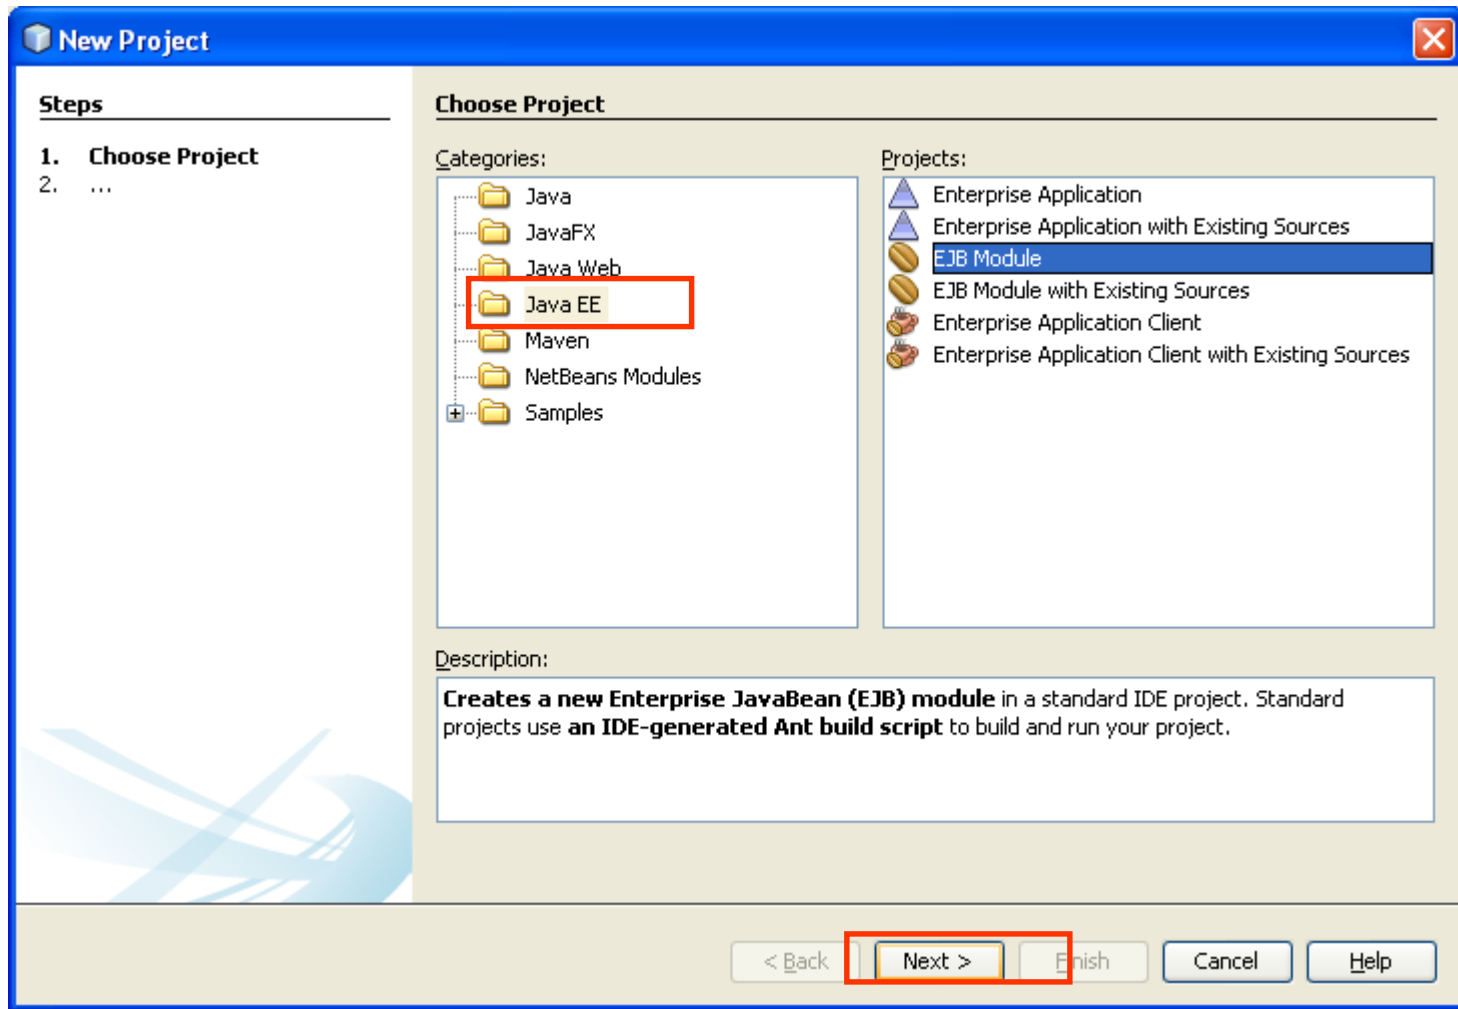 New Project
Steps
1. Choose Project
2. ...
Choose Project
Categories:
Java
JavaFX
Java Web
Java EE
Maven
NetBeans Modules
Samples
Projects:
Enterprise Application
Enterprise Application with Existing Sources
EJB Module
EJB Module with Existing Sources
Enterprise Application Client
Enterprise Application Client with Existing Sources
Description:
Creates a new Enterprise JavaBean (EJB) module in a standard IDE project. Standard
projects use an IDE-generated Ant build script to build and run your project.
< Back
Next >
Finish
Cancel
Help